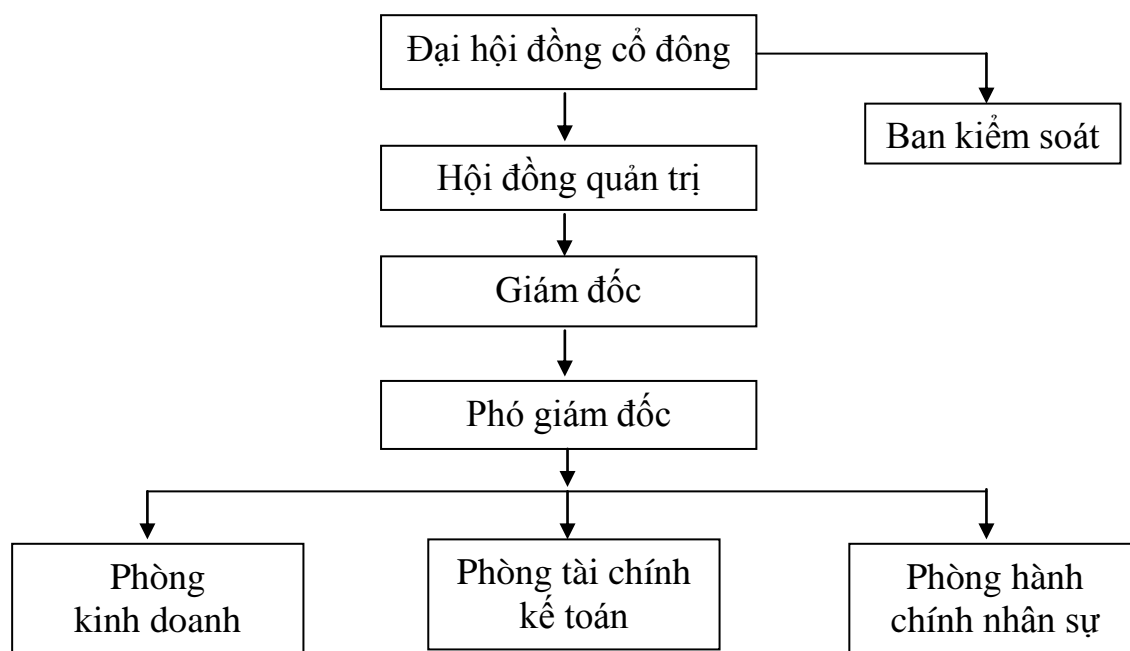 Đại hội đồng cổ đông
Ban kiểm soát
Hội đồng quản trị
Giám đốc
Phó giám đốc
Phòng
kinh doanh
Phòng tài chính
kế toán
Phòng hành
chính nhân sự